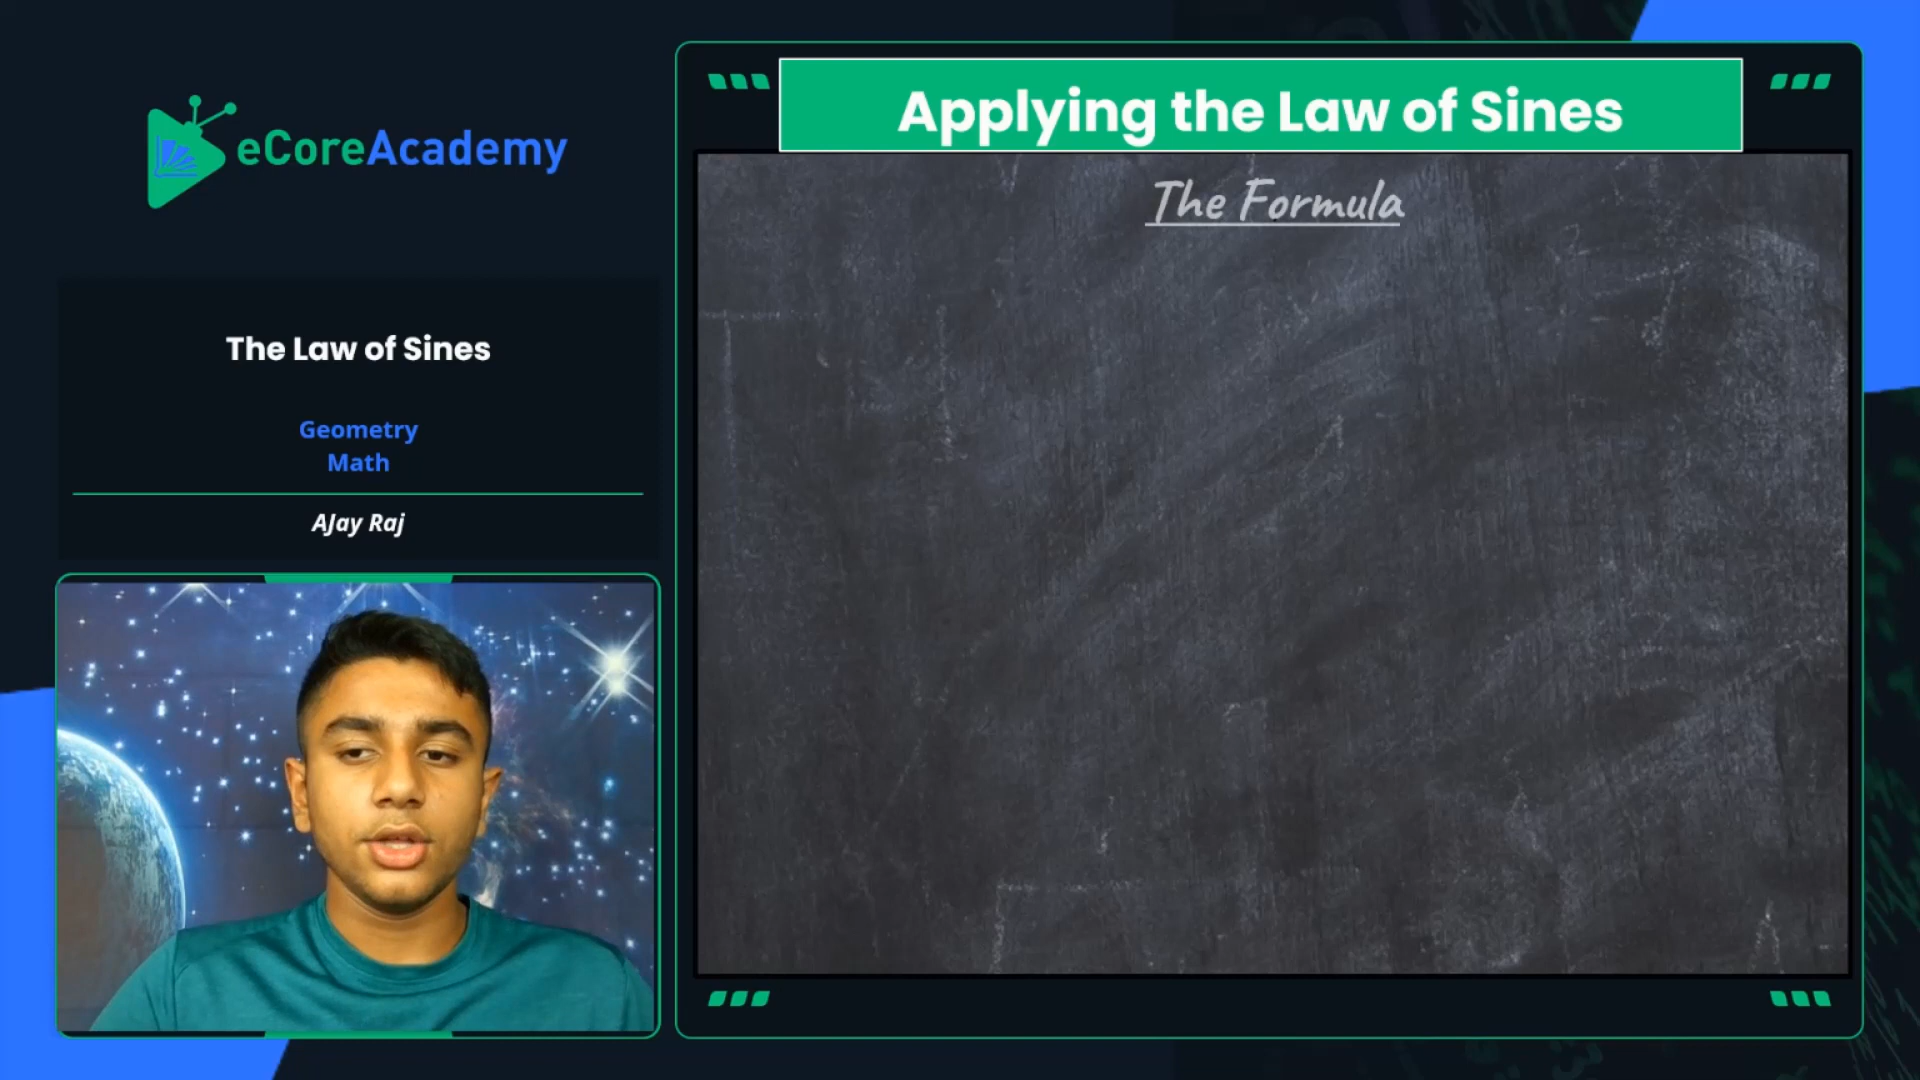 eCoreAcademy
The Law of Sines
Geometry
Math
AJay Raj
Applying the Law of Sines
The Formula